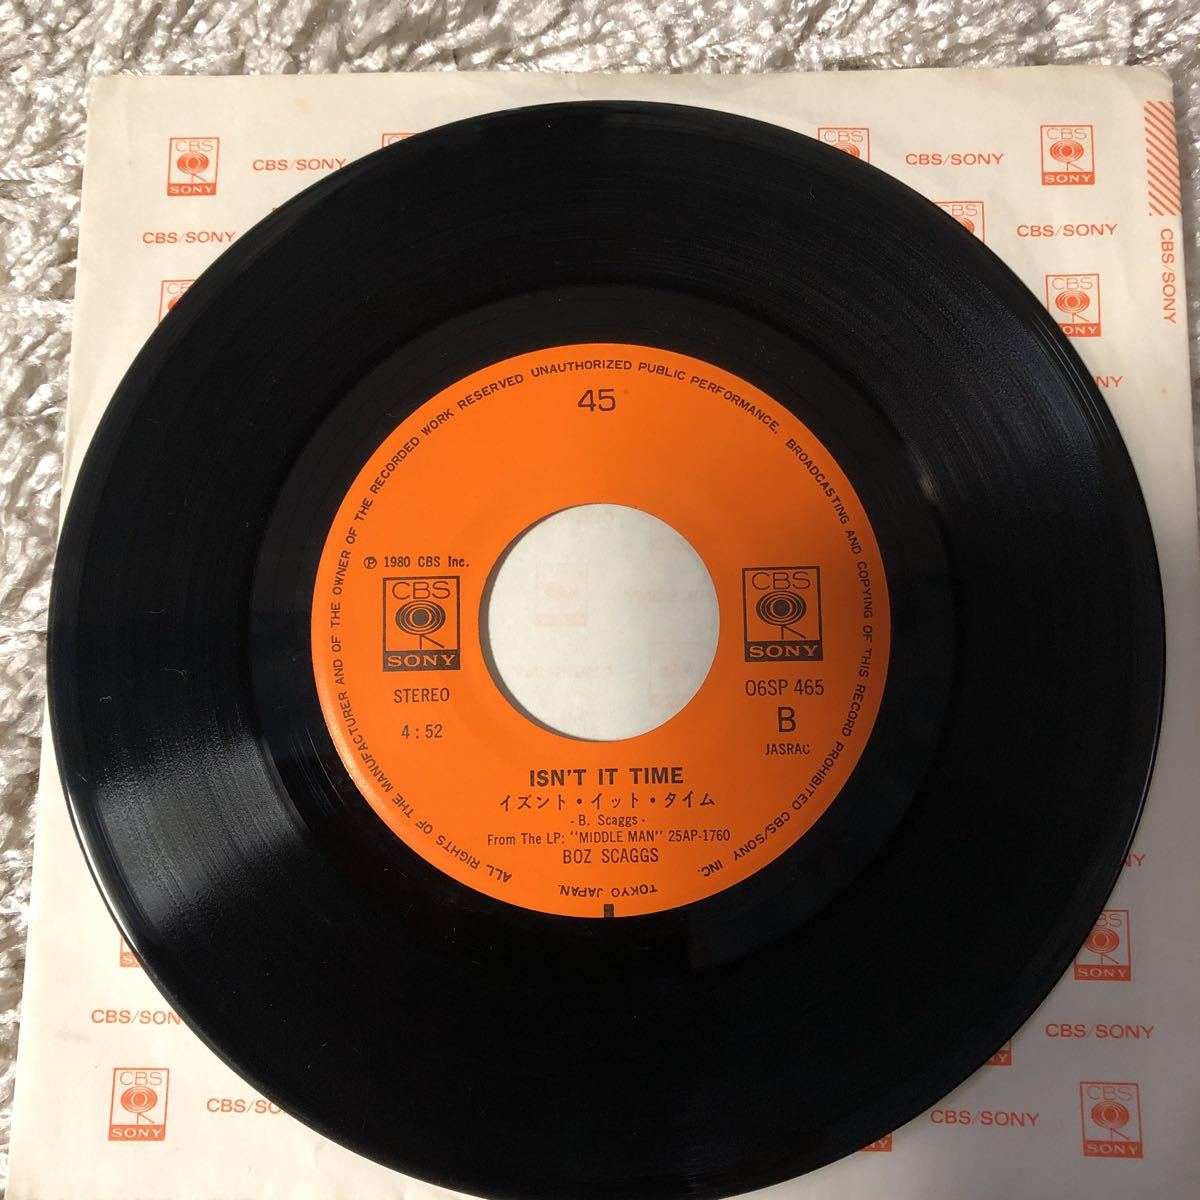 45
ALL RIGHTS OF THE MANUFACTURER AND OF THE OWNER OF THE RECORDED WORK RESERVED UNAUTHORIZED PUBLIC PERFORMANCE, BROADCASTING AND COPYING OF THIS RECORD PROHIBITED CBS/SONY INC. TOKYO JAPAN.
Ⓟ 1980 CBS Inc.
CBS
SONY
STEREO
4:52
CBS
SONY
06SP 465
B
JASRAC
ISN'T IT TIME
イズント・イット・タイム
- B. Scaggs -
From The LP: "MIDDLE MAN" 25AP-1760
BOZ SCAGGS
CBS
SONY
CBS/SONY
CBS
CBS/SONY
CBS
SONY
CBS/SONY
CBS/SONY
CBS/SONY
CBS
SONY
CBS
SONY
CBS/SONY
CBS
SONY
CBS/SONY
CBS/SONY
CBS
SONY